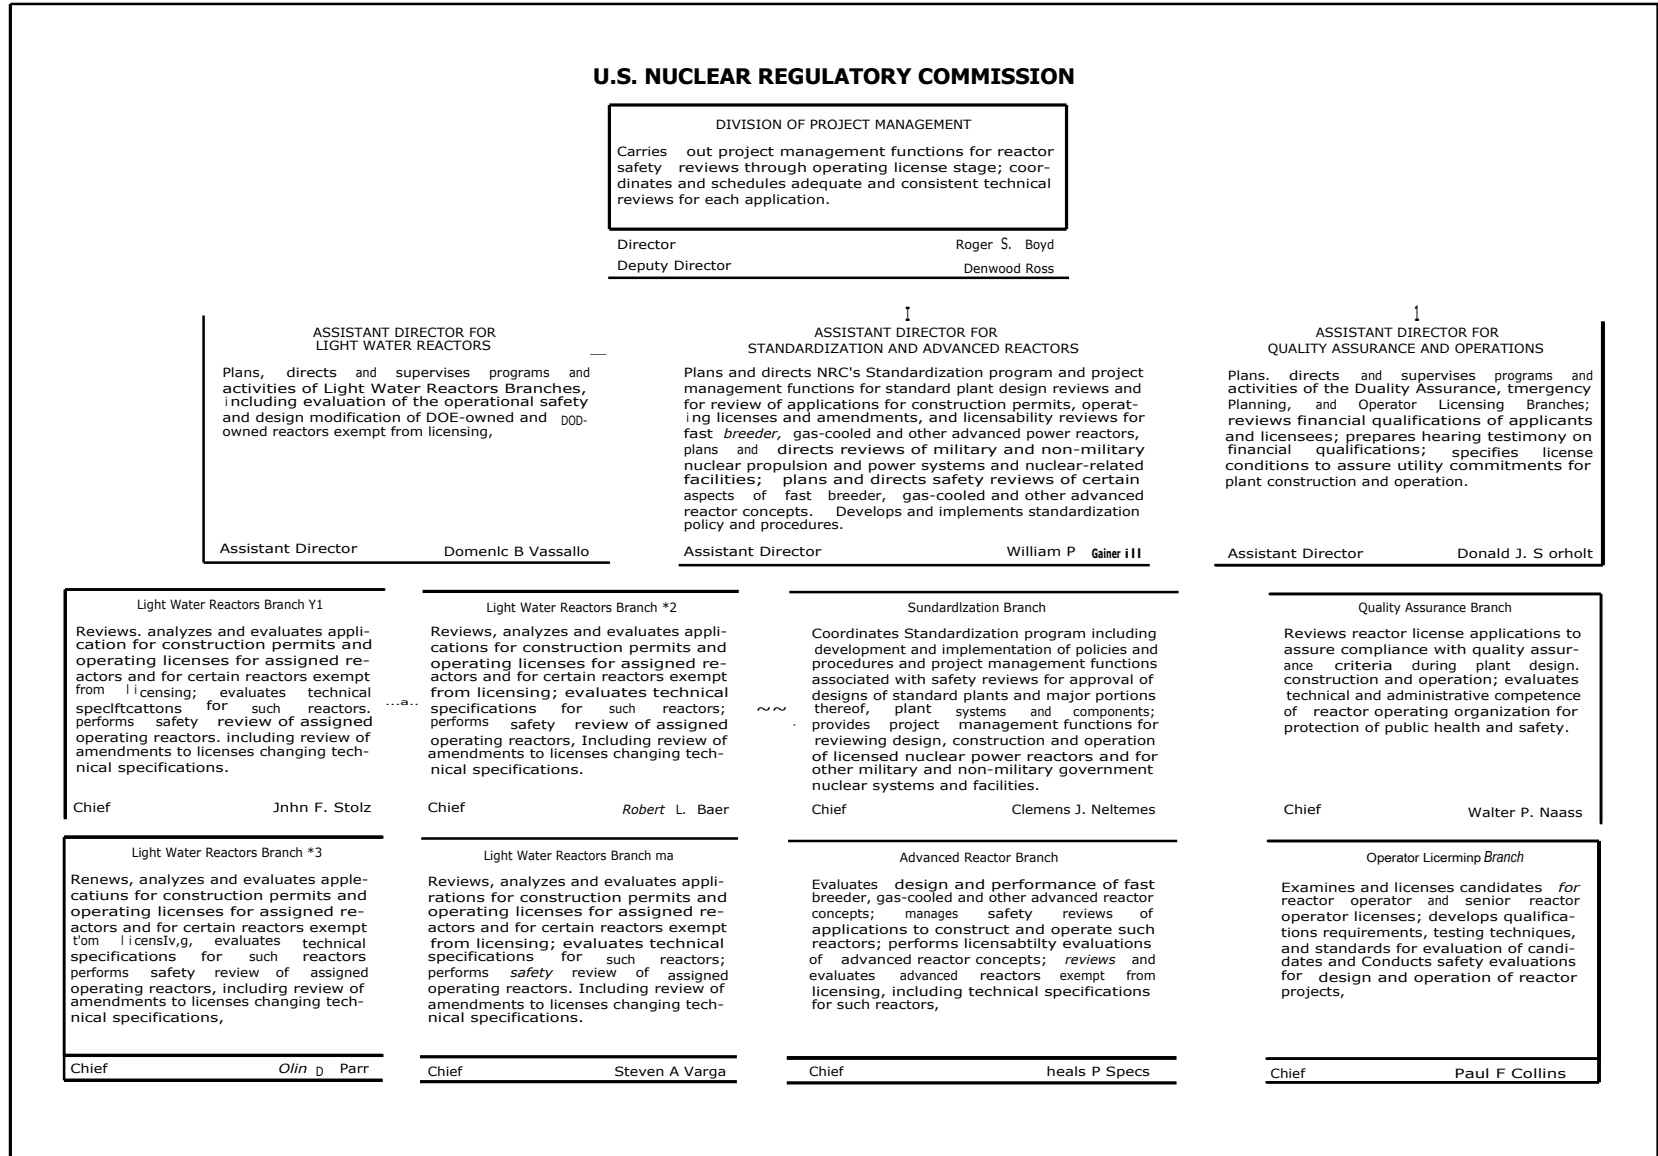 U.S. NUCLEAR REGULATORY COMMISSION
DIVISION OF PROJECT MANAGEMENT
Carries out project management functions for reactor
safety reviews through operating license stage; coor-
dinates and schedules adequate and consistent technical
reviews for each application.
Director Roger S. Boyd
Deputy Director Denwood Ross
I
ASSISTANT DIRECTOR FOR
LIGHT WATER REACTORS
Plans, directs and supervises programs and
activities of Light Water Reactors Branches,
including evaluation of the operational safety
and design modification of DOE-owned and DOD-
owned reactors exempt from licensing,
Assistant Director Domenlc B Vassallo
ASSISTANT DIRECTOR FOR
STANDARDIZATION AND ADVANCED REACTORS
Plans and directs NRC's Standardization program and project
management functions for standard plant design reviews and
for review of applications for construction permits, operat-
ing licenses and amendments, and licensability reviews for
fast breeder, gas-cooled and other advanced power reactors,
plans and directs reviews of military and non-military
nuclear propulsion and power systems and nuclear-related
facilities; plans and directs safety reviews of certain
aspects of fast breeder, gas-cooled and other advanced
reactor concepts. Develops and implements standardization
policy and procedures.
Assistant Director William P Gainer ill
1
ASSISTANT DIRECTOR FOR
QUALITY ASSURANCE AND OPERATIONS
Plans. directs and supervises programs and
activities of the Duality Assurance, tmergency
Planning, and Operator Licensing Branches;
reviews financial qualifications of applicants
and licensees; prepares hearing testimony on
financial qualifications; specifies license
conditions to assure utility commitments for
plant construction and operation.
Assistant Director Donald J. S orholt
Light Water Reactors Branch Y1
Reviews. analyzes and evaluates appli-
cation for construction permits and
operating licenses for assigned re-
actors and for certain reactors exempt
from licensing; evaluates technical
speclftcattons for such reactors.
performs safety review of assigned
operating reactors. including review of
amendments to licenses changing tech-
nical specifications.
Chief Jnhn F. Stolz
...a..
Light Water Reactors Branch *2
Reviews, analyzes and evaluates appli-
cations for construction permits and
operating licenses for assigned re-
actors and for certain reactors exempt
from licensing; evaluates technical
specifications for such reactors;
performs safety review of assigned
operating reactors, Including review of
amendments to licenses changing tech-
nical specifications.
Chief Robert L. Baer
~~
Sundardlzation Branch
Coordinates Standardization program including
development and implementation of policies and
procedures and project management functions
associated with safety reviews for approval of
designs of standard plants and major portions
thereof, plant systems and components;
provides project management functions for
reviewing design, construction and operation
of licensed nuclear power reactors and for
other military and non-military government
nuclear systems and facilities.
Chief Clemens J. Neltemes
Quality Assurance Branch
Reviews reactor license applications to
assure compliance with quality assur-
ance criteria during plant design.
construction and operation; evaluates
technical and administrative competence
of reactor operating organization for
protection of public health and safety.
Chief Walter P. Naass
Light Water Reactors Branch *3
Renews, analyzes and evaluates apple-
catiuns for construction permits and
operating licenses for assigned re-
actors and for certain reactors exempt
t'om licensIv,g, evaluates technical
specifications for such reactors
performs safety review of assigned
operating reactors, includirg review of
amendments to licenses changing tech-
nical specifications,
Chief Olin D Parr
Light Water Reactors Branch ma
Reviews, analyzes and evaluates appli-
rations for construction permits and
operating licenses for assigned re-
actors and for certain reactors exempt
from licensing; evaluates technical
specifications for such reactors;
performs safety review of assigned
operating reactors. Including review of
amendments to licenses changing tech-
nical specifications.
Chief Steven A Varga
Advanced Reactor Branch
Evaluates design and performance of fast
breeder, gas-cooled and other advanced reactor
concepts; manages safety reviews of
applications to construct and operate such
reactors; performs licensabtilty evaluations
of advanced reactor concepts; reviews and
evaluates advanced reactors exempt from
licensing, including technical specifications
for such reactors,
Chief heals P Specs
Operator Licerminp Branch
Examines and licenses candidates for
reactor operator and senior reactor
operator licenses; develops qualifica-
tions requirements, testing techniques,
and standards for evaluation of candi-
dates and Conducts safety evaluations
for design and operation of reactor
projects,
Chief Paul F Collins